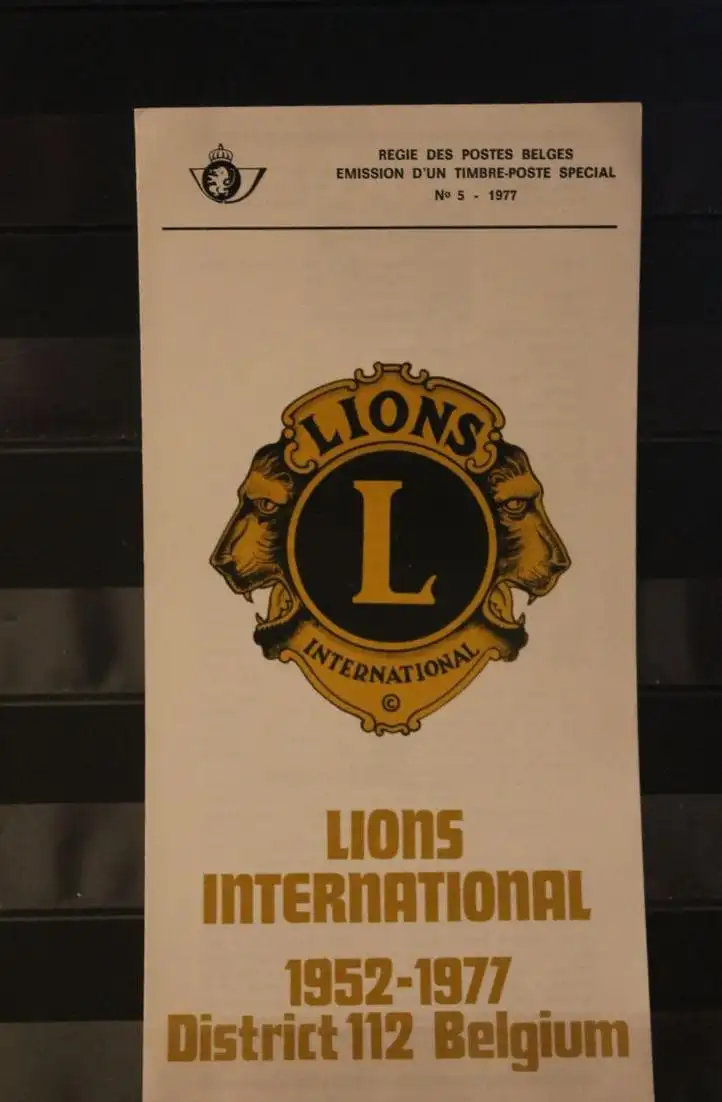 REGIE DES POSTES BELGES
EMISSION D'UN TIMBRE-POSTE SPECIAL
Nº 5 - 1977
LIONS
L
INTERNATIONAL
©
LIONS
INTERNATIONAL
1952-1977
District 112 Belgium